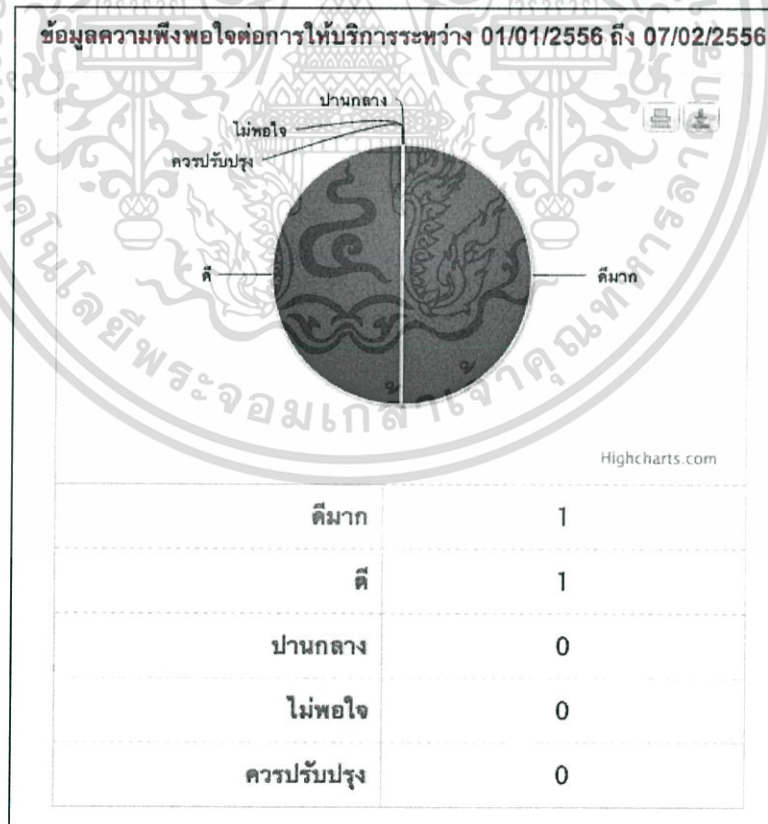 ข้อมูลความพึงพอใจต่อการให้บริการระหว่าง 01/01/2556 ถึง 07/02/2556
ปานกลาง
ไม่พอใจ
ควรปรับปรุง
ดี
ดีมาก
Highcharts.com
ดีมาก 1
ดี 1
ปานกลาง 0
ไม่พอใจ 0
ควรปรับปรุง 0